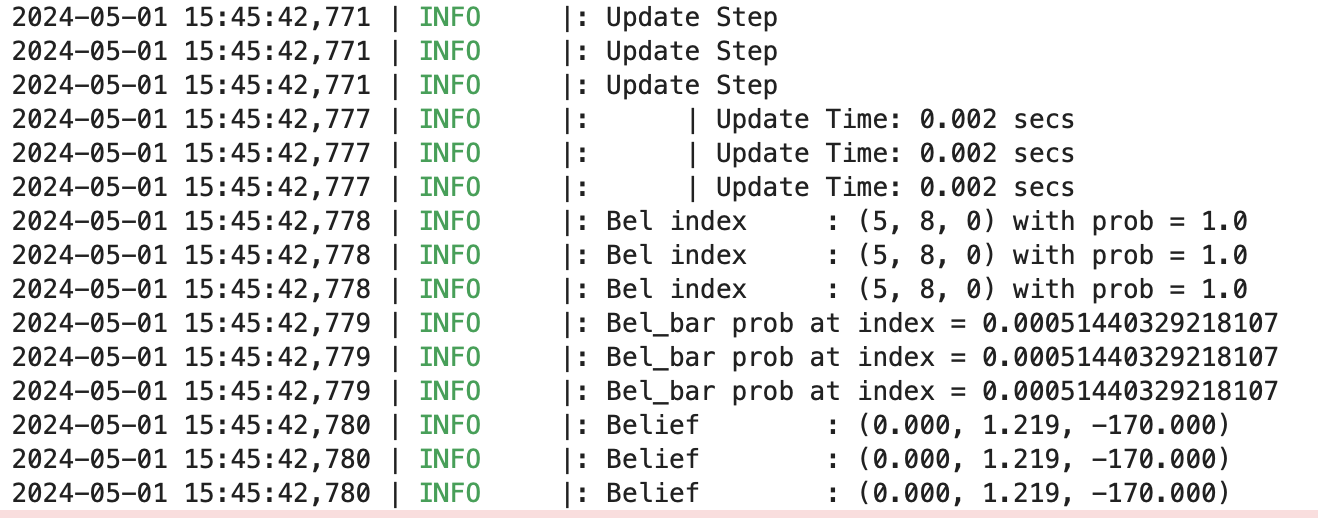 2024-05-01 15:45:42,771 | INFO     |: Update Step
2024-05-01 15:45:42,771 | INFO     |: Update Step
2024-05-01 15:45:42,771 | INFO     |: Update Step
2024-05-01 15:45:42,777 | INFO     |:      | Update Time: 0.002 secs
2024-05-01 15:45:42,777 | INFO     |:      | Update Time: 0.002 secs
2024-05-01 15:45:42,777 | INFO     |:      | Update Time: 0.002 secs
2024-05-01 15:45:42,778 | INFO     |: Bel index     : (5, 8, 0) with prob = 1.0
2024-05-01 15:45:42,778 | INFO     |: Bel index     : (5, 8, 0) with prob = 1.0
2024-05-01 15:45:42,778 | INFO     |: Bel index     : (5, 8, 0) with prob = 1.0
2024-05-01 15:45:42,779 | INFO     |: Bel_bar prob at index = 0.00051440329218107
2024-05-01 15:45:42,779 | INFO     |: Bel_bar prob at index = 0.00051440329218107
2024-05-01 15:45:42,779 | INFO     |: Bel_bar prob at index = 0.00051440329218107
2024-05-01 15:45:42,780 | INFO     |: Belief        : (0.000, 1.219, -170.000)
2024-05-01 15:45:42,780 | INFO     |: Belief        : (0.000, 1.219, -170.000)
2024-05-01 15:45:42,780 | INFO     |: Belief        : (0.000, 1.219, -170.000)